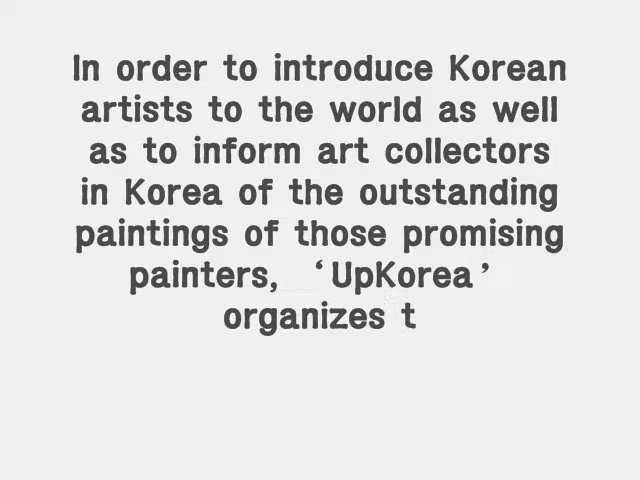 In order to introduce Korean
artists to the world as well
as to inform art collectors
in Korea of the outstanding
paintings of those promising
painters, ‘UpKorea’
organizes t